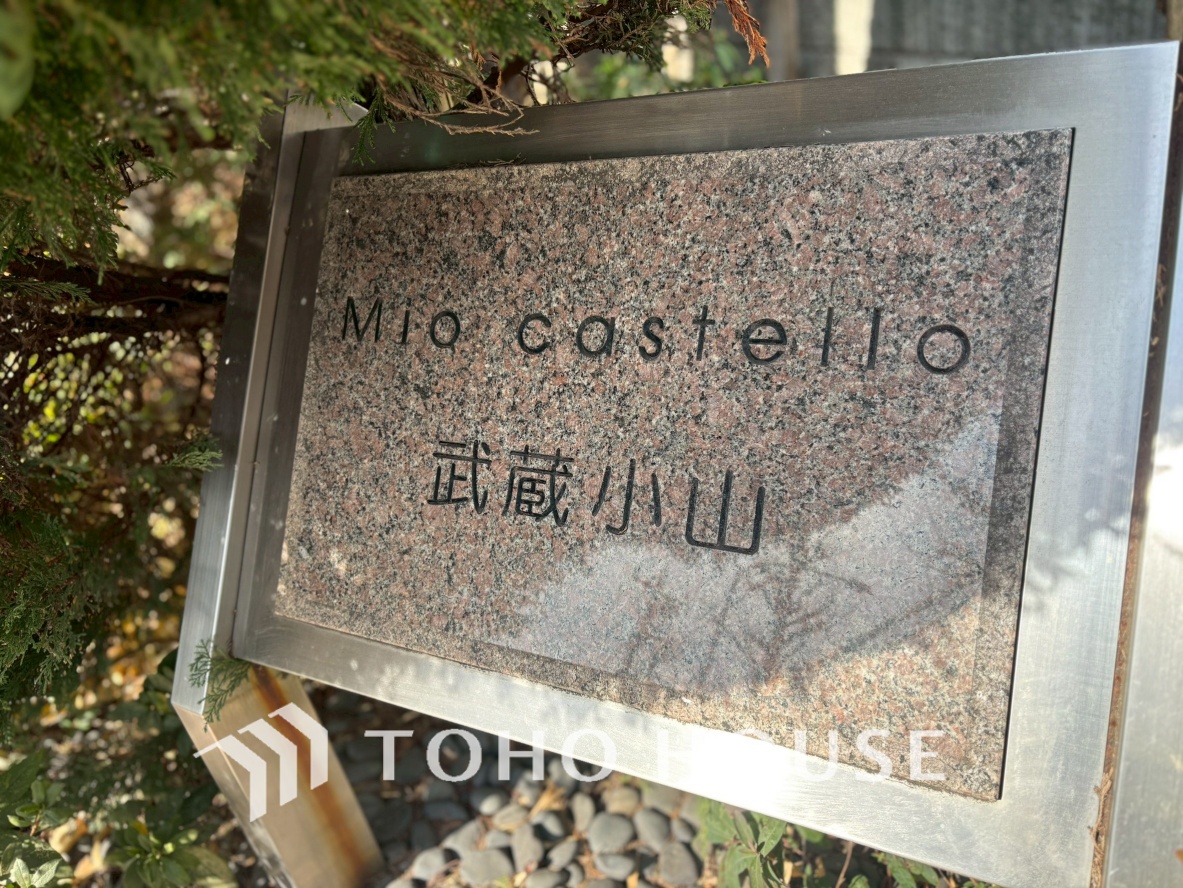 Mio castello
武蔵小山
TOHO HOUSE